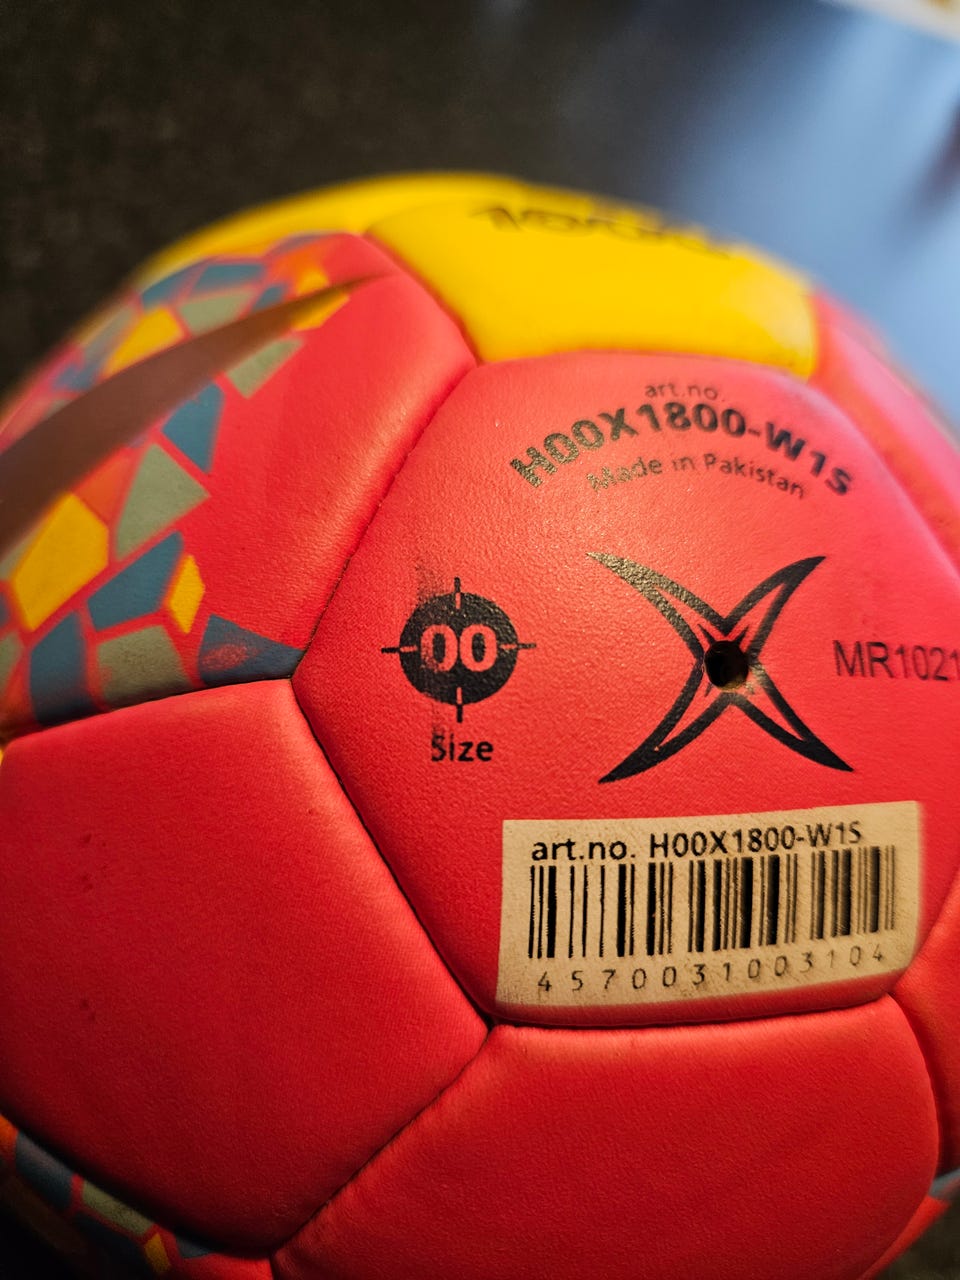 art.no.
H00X1800-W1S
Made in Pakistan
00
Size
MR1021
art.no. H00X1800-W1S
4570031003104